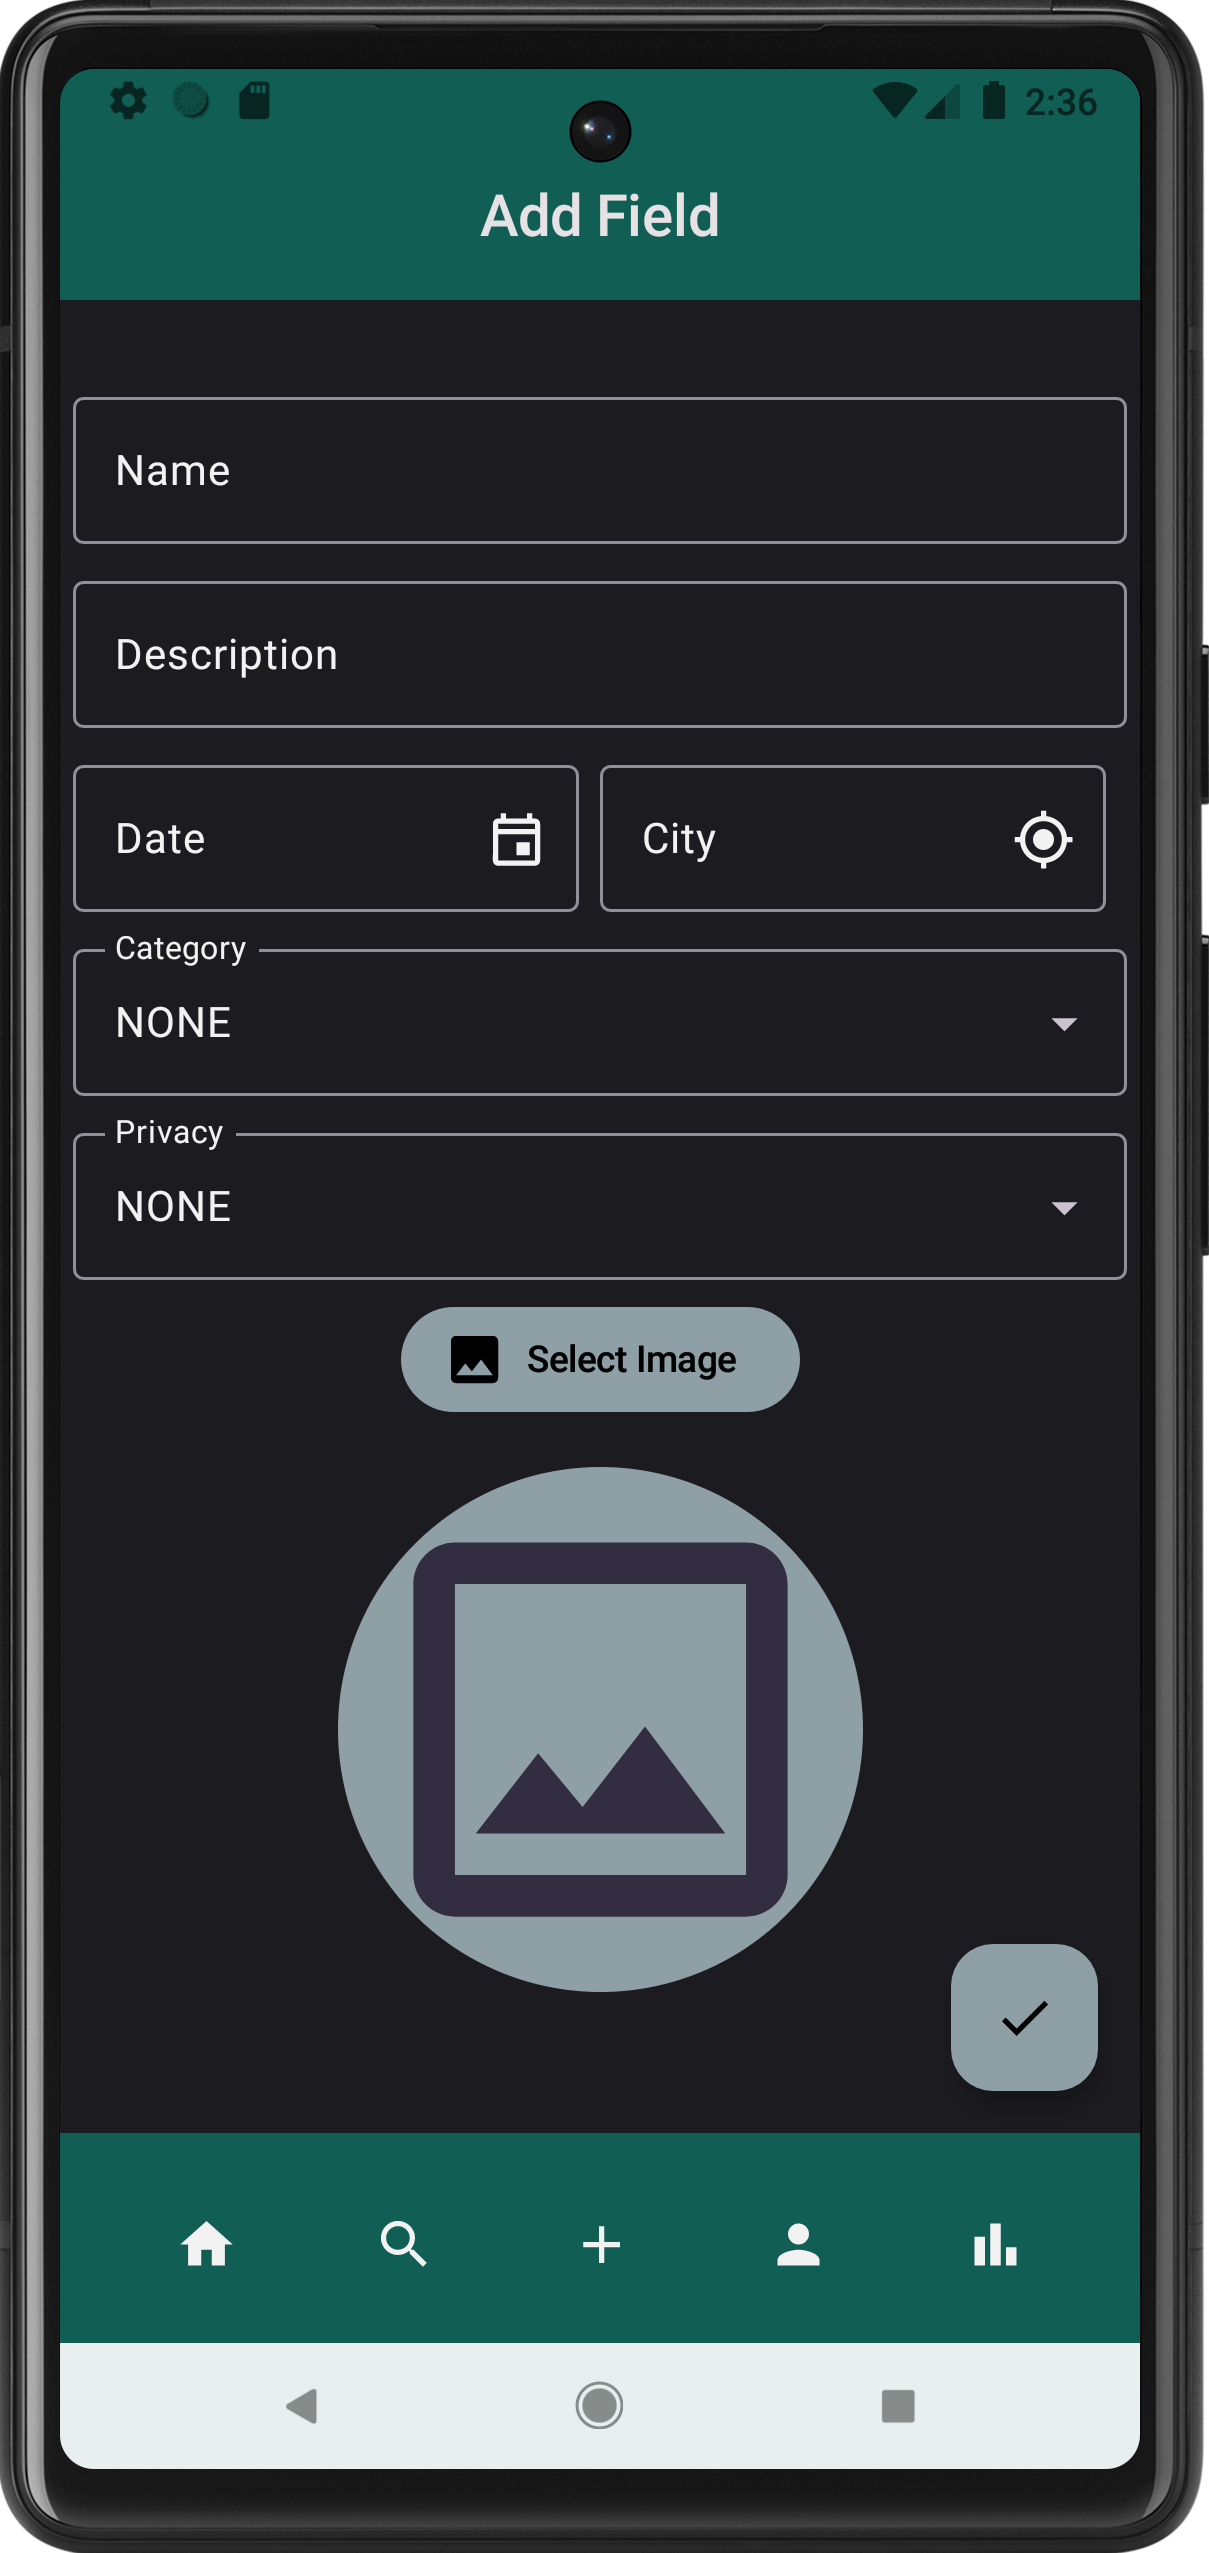 2:36
Add Field
Name
Description
Date
City
Category
NONE
Privacy
NONE
Select Image